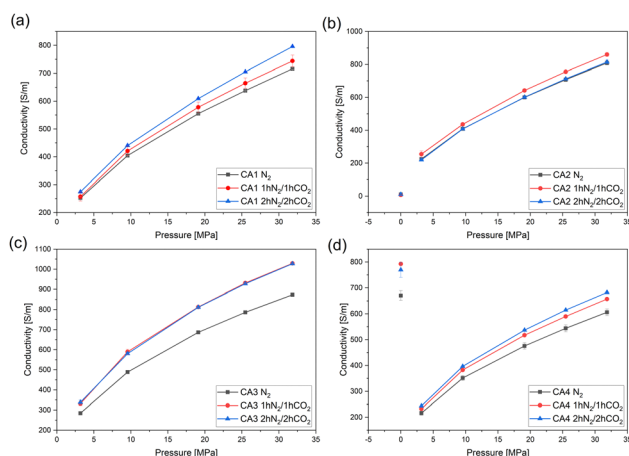 (a)
800
700
600
500
400
300
200
Conductivity [S/m]
0 5 10 15 20 25 30 35
Pressure [MPa]
CA1 N₂
CA1 1hN₂/1hCO₂
CA1 2hN₂/2hCO₂
(b)
1000
800
600
400
200
0
Conductivity [S/m]
-5 0 5 10 15 20 25 30 35
Pressure [MPa]
CA2 N₂
CA2 1hN₂/1hCO₂
CA2 2hN₂/2hCO₂
(c)
1100
1000
900
800
700
600
500
400
300
200
Conductivity [S/m]
0 5 10 15 20 25 30 35
Pressure [MPa]
CA3 N₂
CA3 1hN₂/1hCO₂
CA3 2hN₂/2hCO₂
(d)
800
700
600
500
400
300
200
Conductivity [S/m]
-5 0 5 10 15 20 25 30 35
Pressure [MPa]
CA4 N₂
CA4 1hN₂/1hCO₂
CA4 2hN₂/2hCO₂